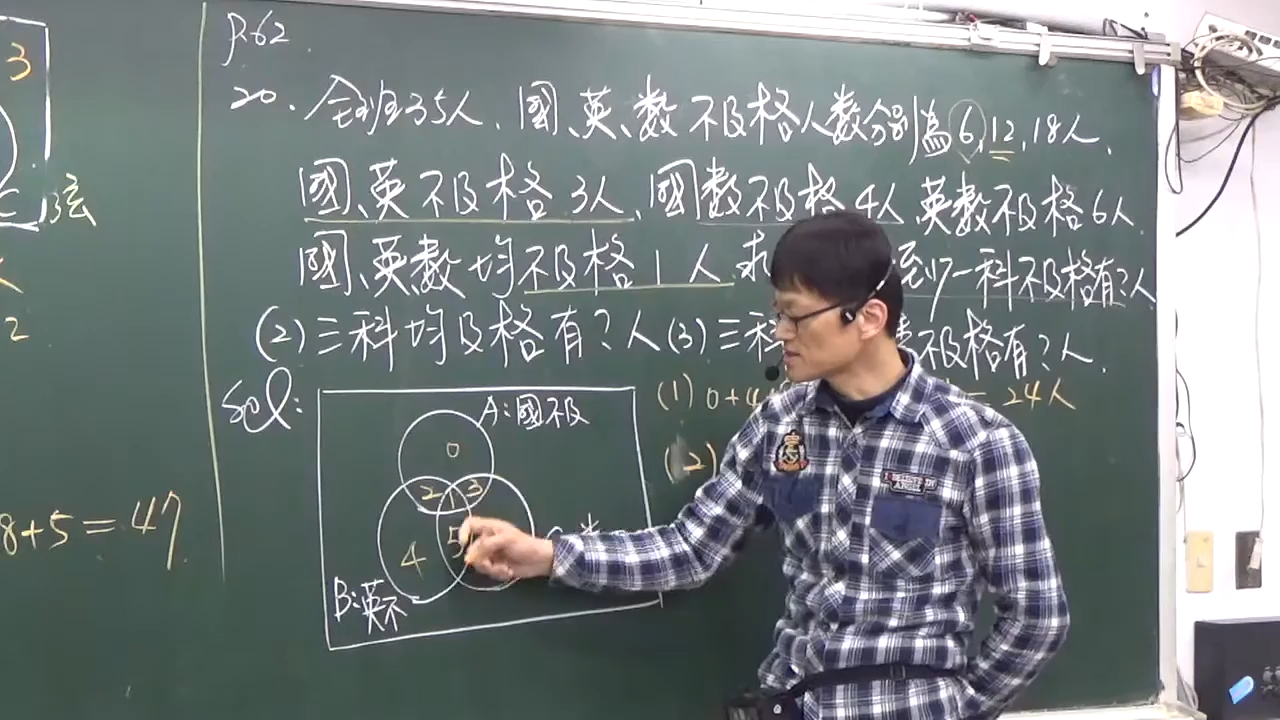 3
弦
2
8+5=47
P.62
20. 全班35人、國、英、數不及格人數分別為6,12,18人,
國、英不及格3人、國數不及格4人英數不及格6人
國、英數均不及格1人求 到一科不及格有?人
(2)三科均及格有?人(3)三科 不及格有?人.
Sol:
A:國不及
0
2 3
4 5
B:英不
(1) 0+4 = 24人
(2)